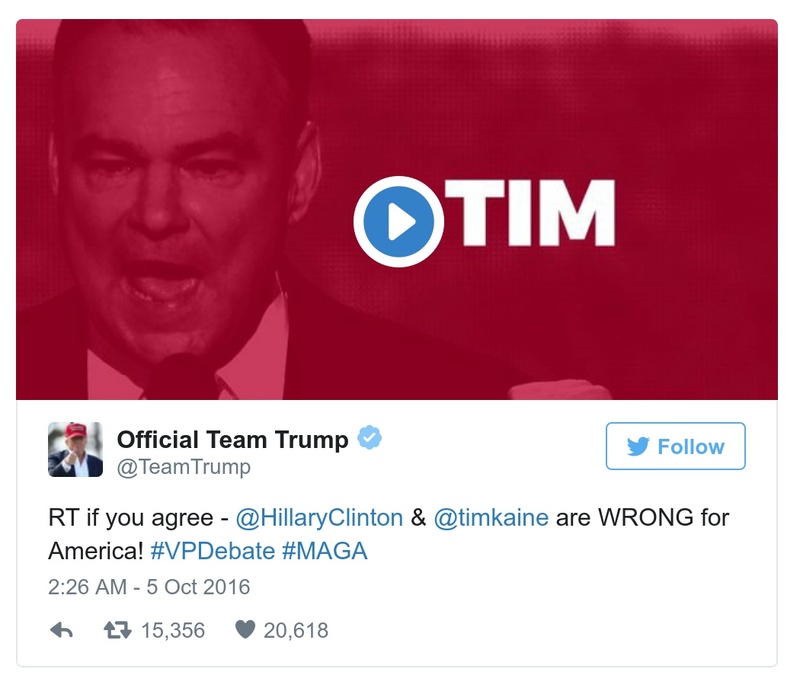 TIM
Official Team Trump
@TeamTrump
Follow
RT if you agree - @HillaryClinton & @timkaine are WRONG for
America! #VPDebate #MAGA
2:26 AM - 5 Oct 2016
15,356 20,618